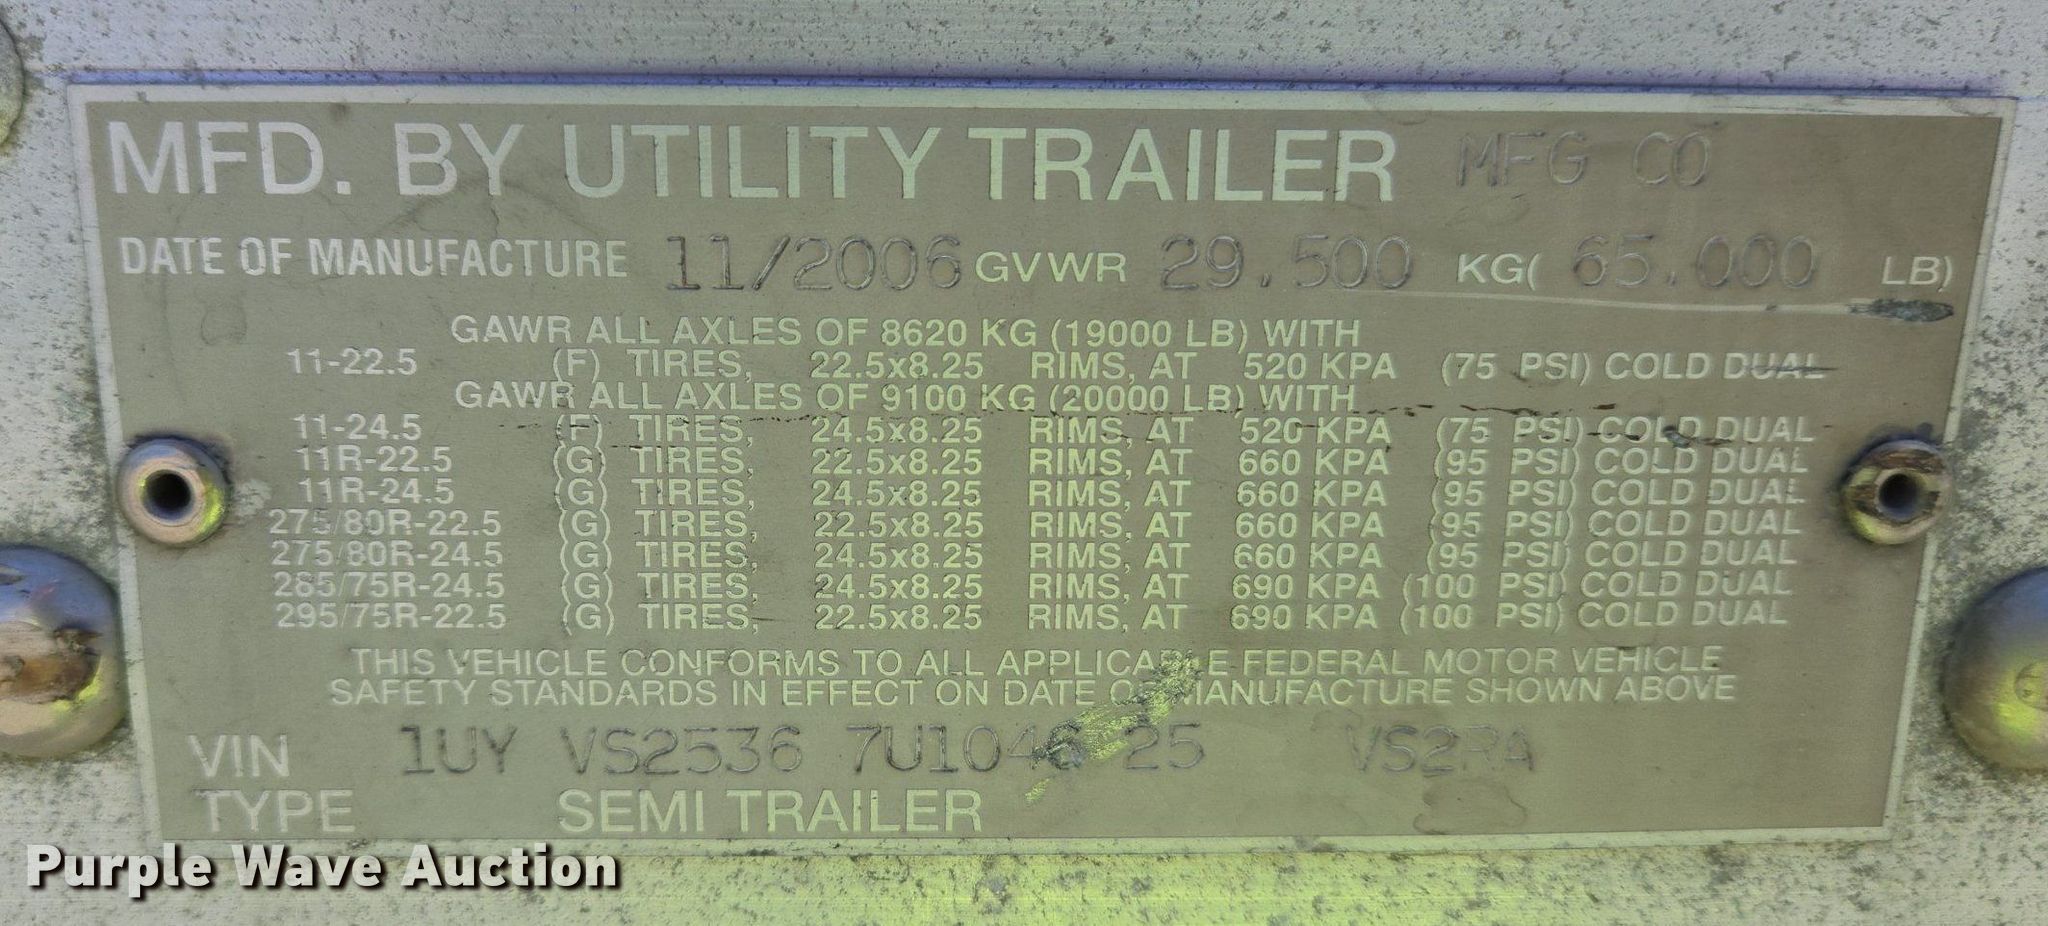 MFD. BY UTILITY TRAILER MFG CO
DATE OF MANUFACTURE 11/2006 GVWR 29.500 KG( 65.000 LB)
GAWR ALL AXLES OF 8620 KG (19000 LB) WITH
11-22.5 (F) TIRES, 22.5x8.25 RIMS, AT 520 KPA (75 PSI) COLD DUAL
GAWR ALL AXLES OF 9100 KG (20000 LB) WITH
11-24.5 (F) TIRES, 24.5x8.25 RIMS, AT 520 KPA (75 PSI) COLD DUAL
11R-22.5 (G) TIRES, 22.5x8.25 RIMS, AT 660 KPA (95 PSI) COLD DUAL
11R-24.5 (G) TIRES, 24.5x8.25 RIMS, AT 660 KPA (95 PSI) COLD DUAL
275/80R-22.5 (G) TIRES, 22.5x8.25 RIMS, AT 660 KPA (95 PSI) COLD DUAL
275/80R-24.5 (G) TIRES, 24.5x8.25 RIMS, AT 660 KPA (95 PSI) COLD DUAL
285/75R-24.5 (G) TIRES, 24.5x8.25 RIMS, AT 690 KPA (100 PSI) COLD DUAL
295/75R-22.5 (G) TIRES, 22.5x8.25 RIMS, AT 690 KPA (100 PSI) COLD DUAL
THIS VEHICLE CONFORMS TO ALL APPLICABLE FEDERAL MOTOR VEHICLE
SAFETY STANDARDS IN EFFECT ON DATE OF MANUFACTURE SHOWN ABOVE
VIN 1UY VS2536 7U1046 25 VS2RA
TYPE SEMI TRAILER
Purple Wave Auction